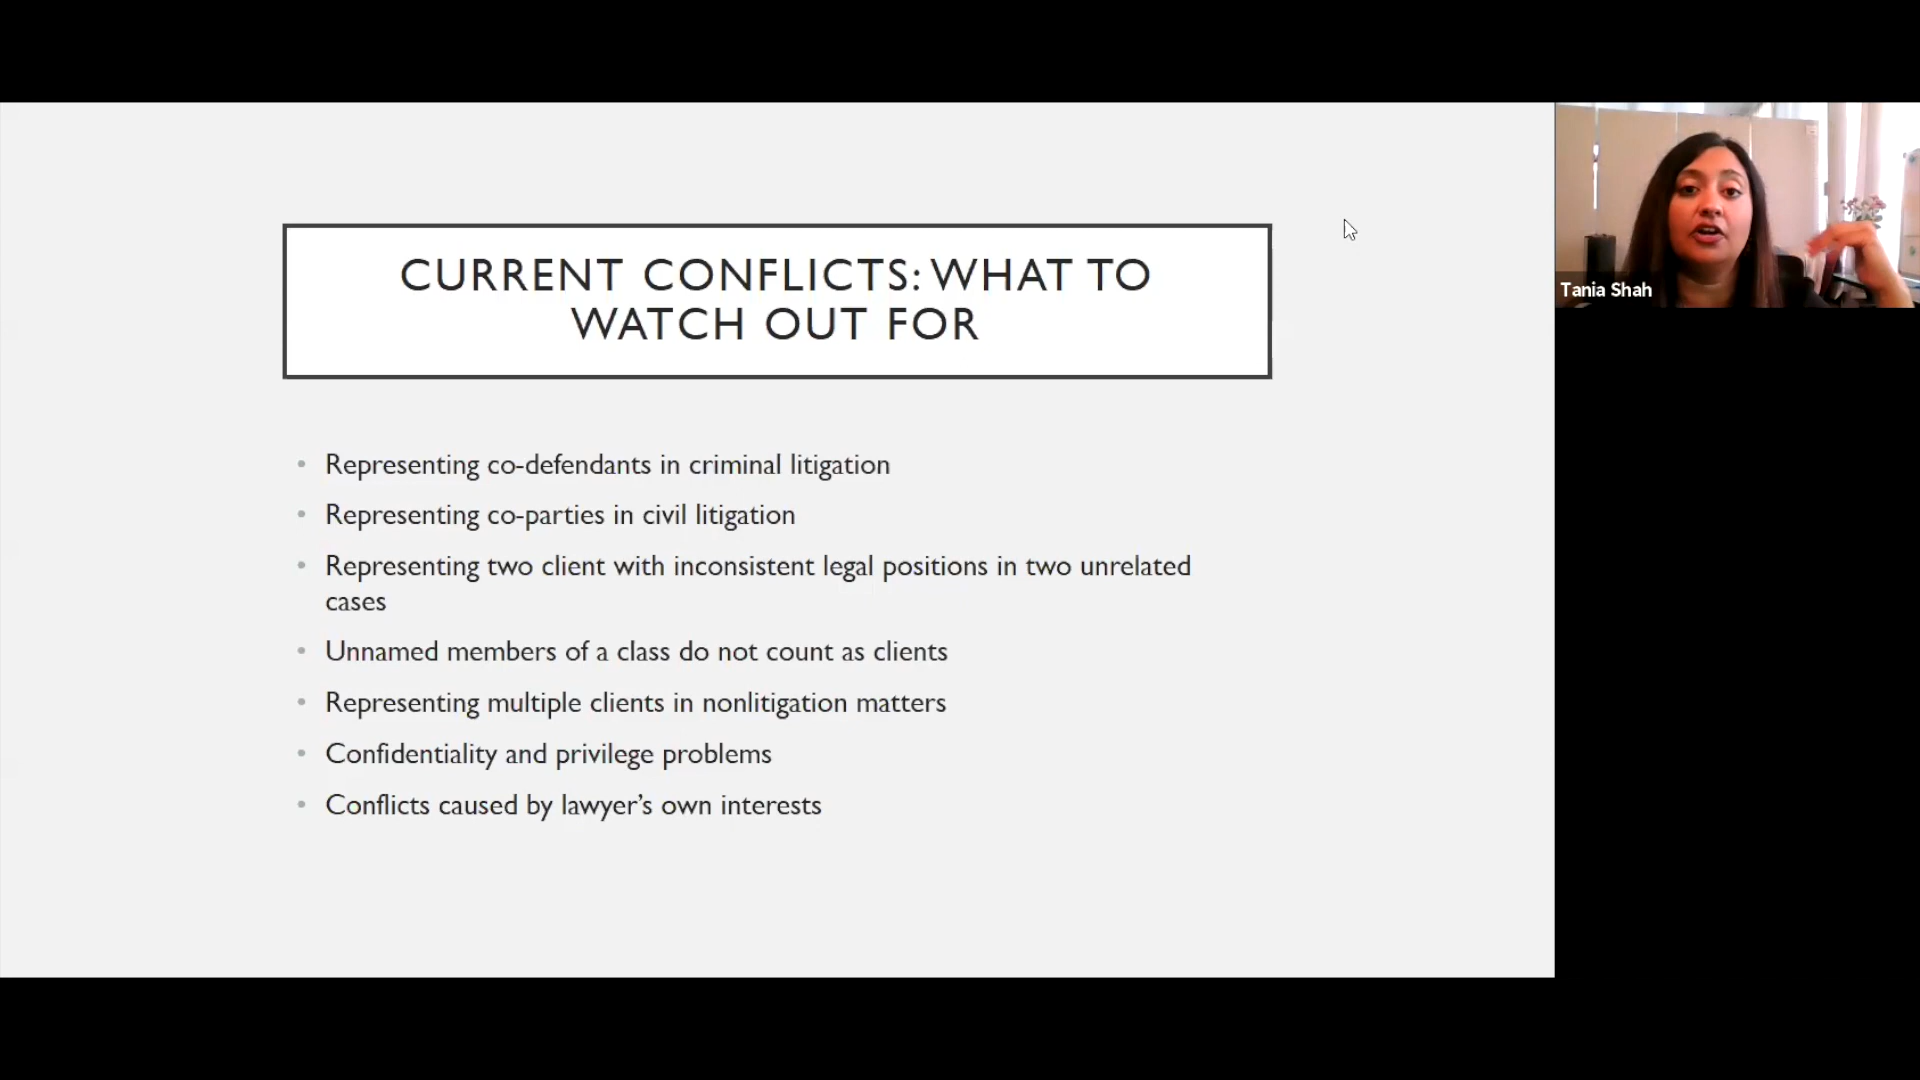 CURRENT CONFLICTS: WHAT TO
WATCH OUT FOR
• Representing co-defendants in criminal litigation
• Representing co-parties in civil litigation
• Representing two client with inconsistent legal positions in two unrelated
cases
• Unnamed members of a class do not count as clients
• Representing multiple clients in nonlitigation matters
• Confidentiality and privilege problems
• Conflicts caused by lawyer’s own interests
Tania Shah